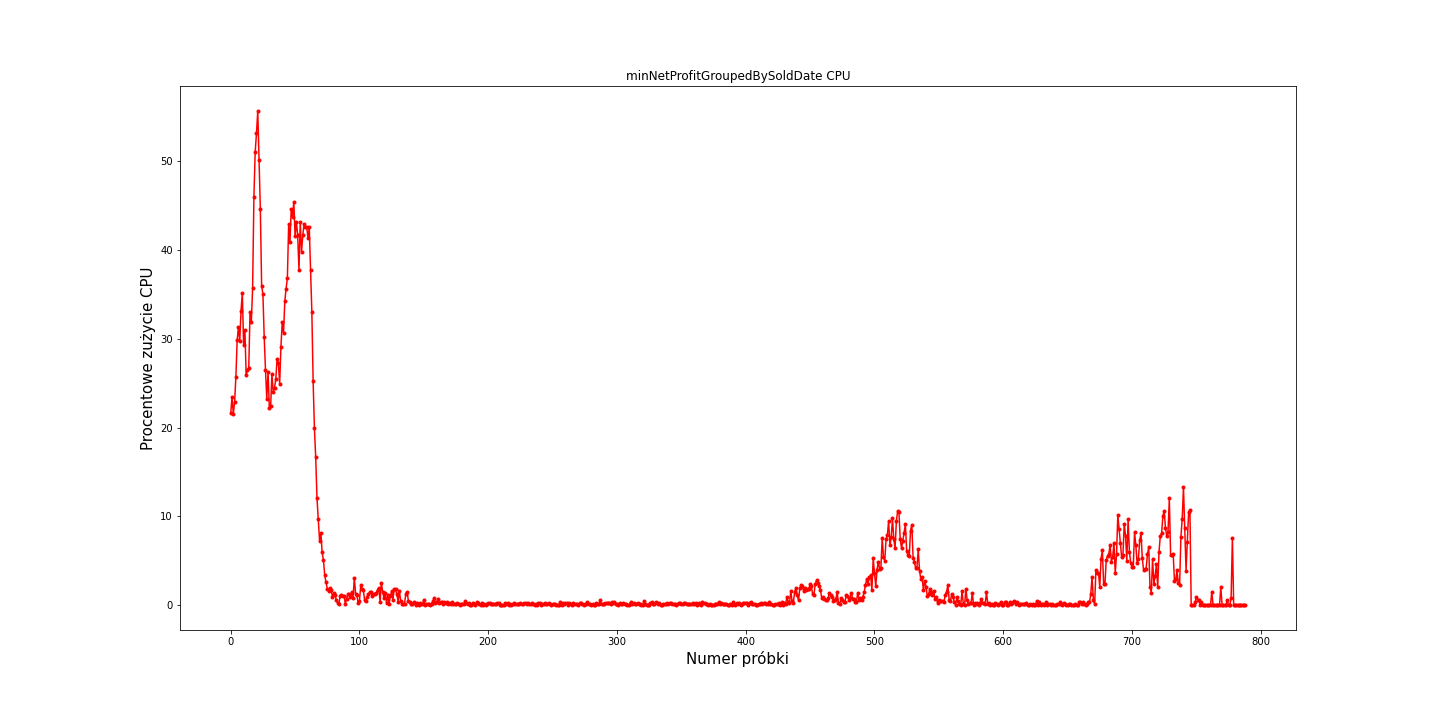 minNetProfitGroupedBySoldDate CPU
Procentowe zużycie CPU
50
40
30
20
10
0
0 100 200 300 400 500 600 700 800
Numer próbki